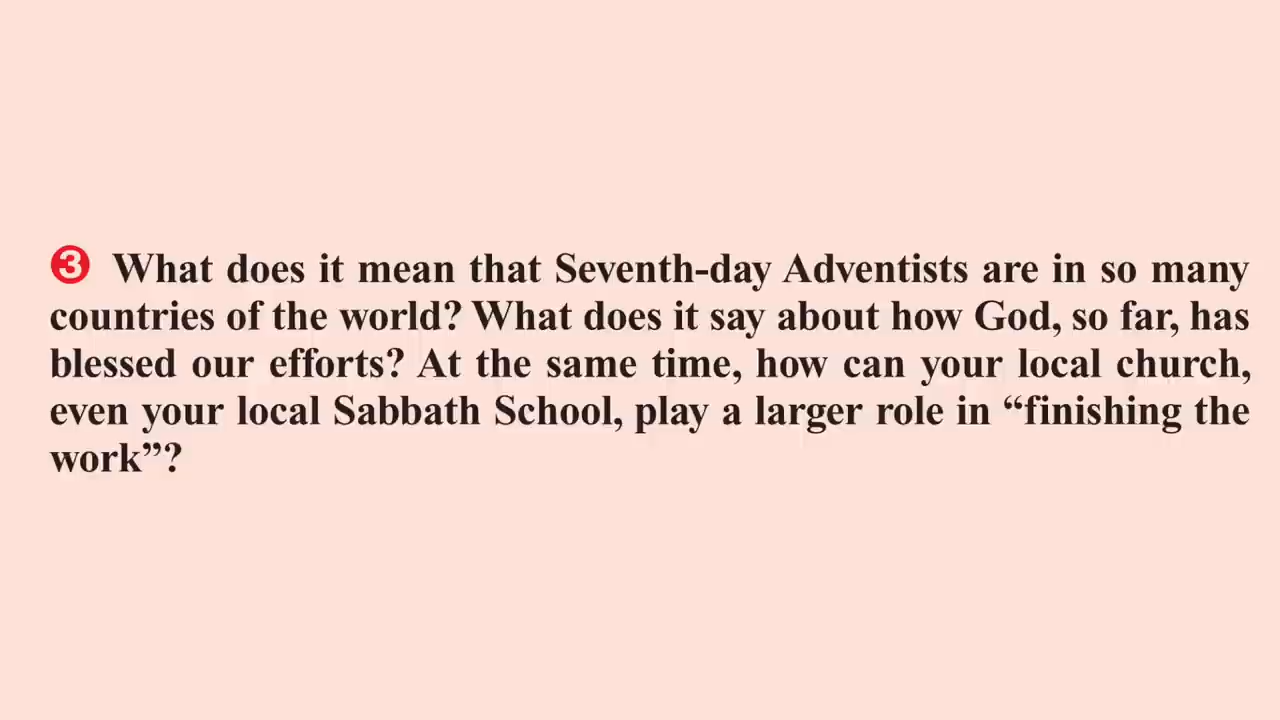 ❸ What does it mean that Seventh-day Adventists are in so many
countries of the world? What does it say about how God, so far, has
blessed our efforts? At the same time, how can your local church,
even your local Sabbath School, play a larger role in “finishing the
work”?